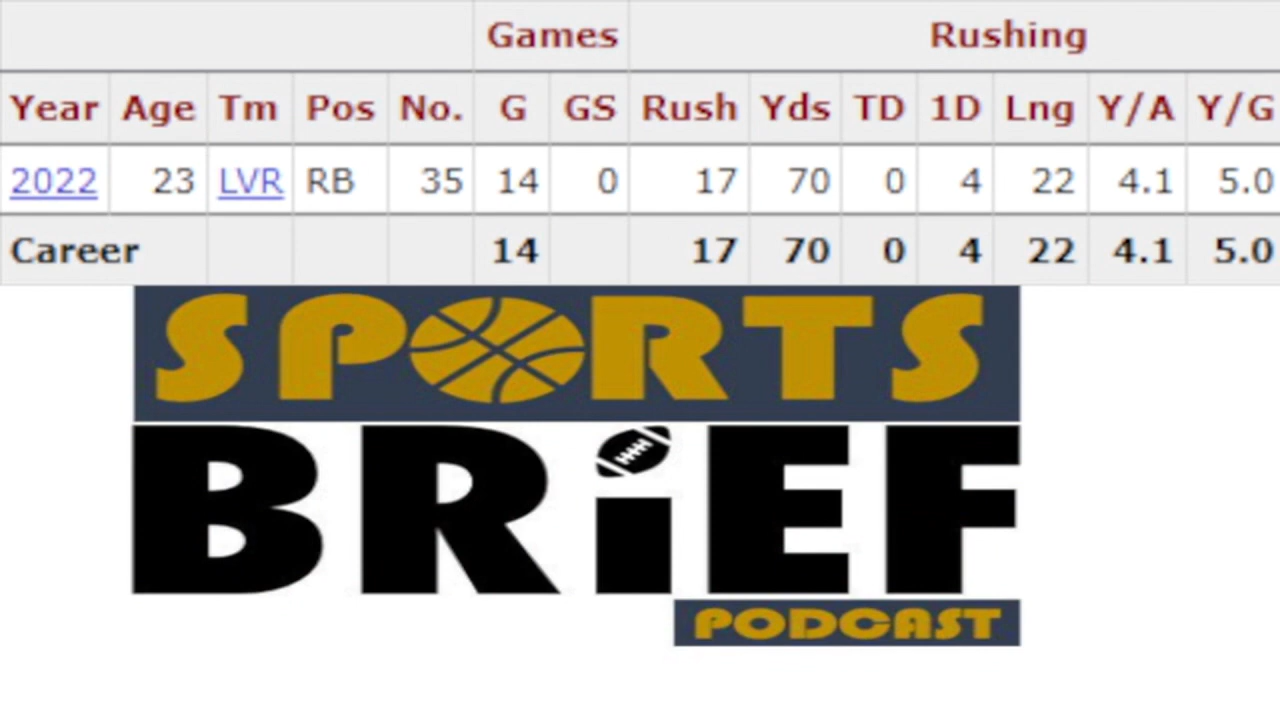 Games Rushing
Year Age Tm Pos No. G GS Rush Yds TD 1D Lng Y/A Y/G
2022 23 LVR RB 35 14 0 17 70 0 4 22 4.1 5.0
Career 14 17 70 0 4 22 4.1 5.0
SPORTS
BRiEF
PODCAST